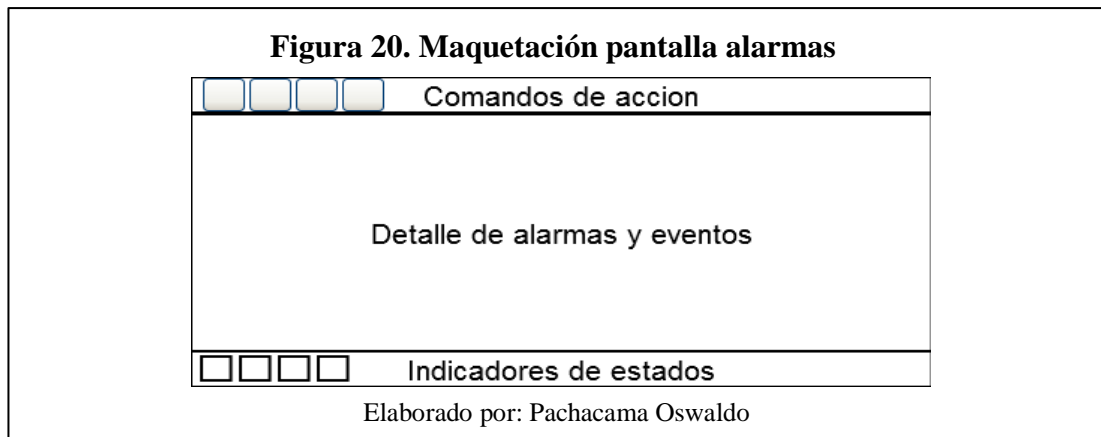 Figura 20. Maquetación pantalla alarmas
Comandos de accion
Detalle de alarmas y eventos
Indicadores de estados
Elaborado por: Pachacama Oswaldo